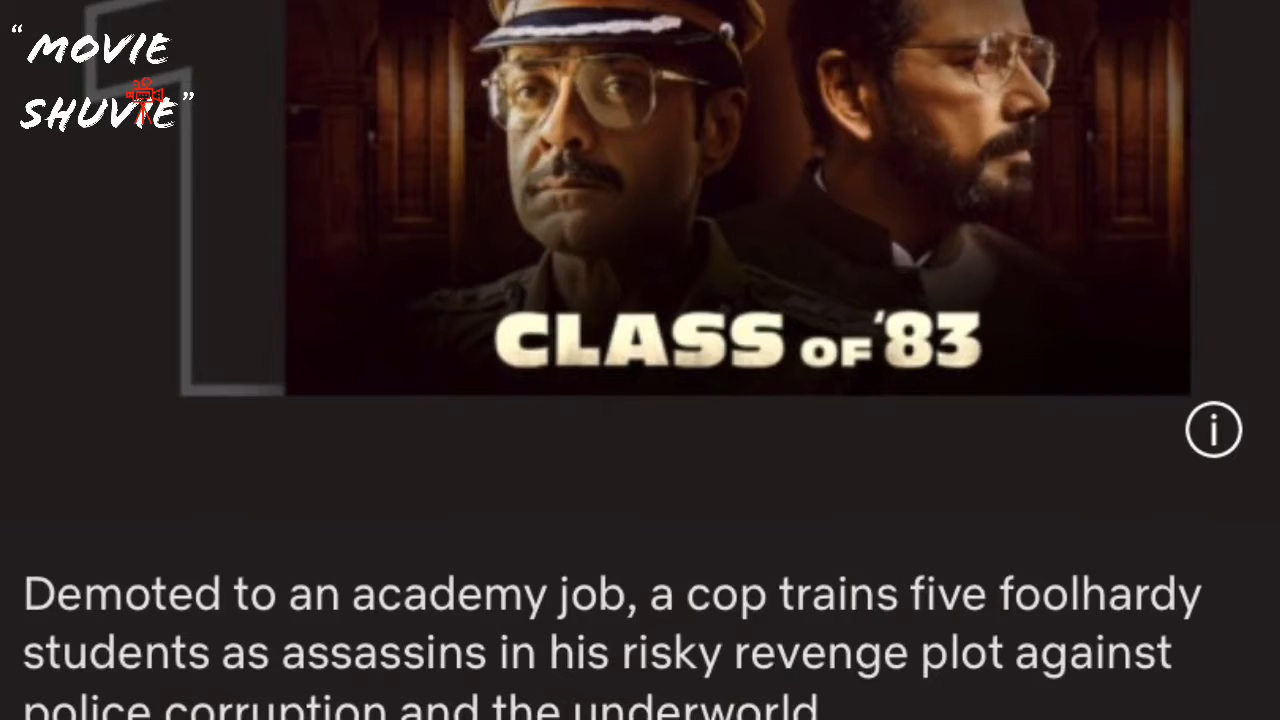 “MOVIE
SHUVIE”
1
CLASS OF ‘83
i
Demoted to an academy job, a cop trains five foolhardy
students as assassins in his risky revenge plot against
police corruption and the underworld.